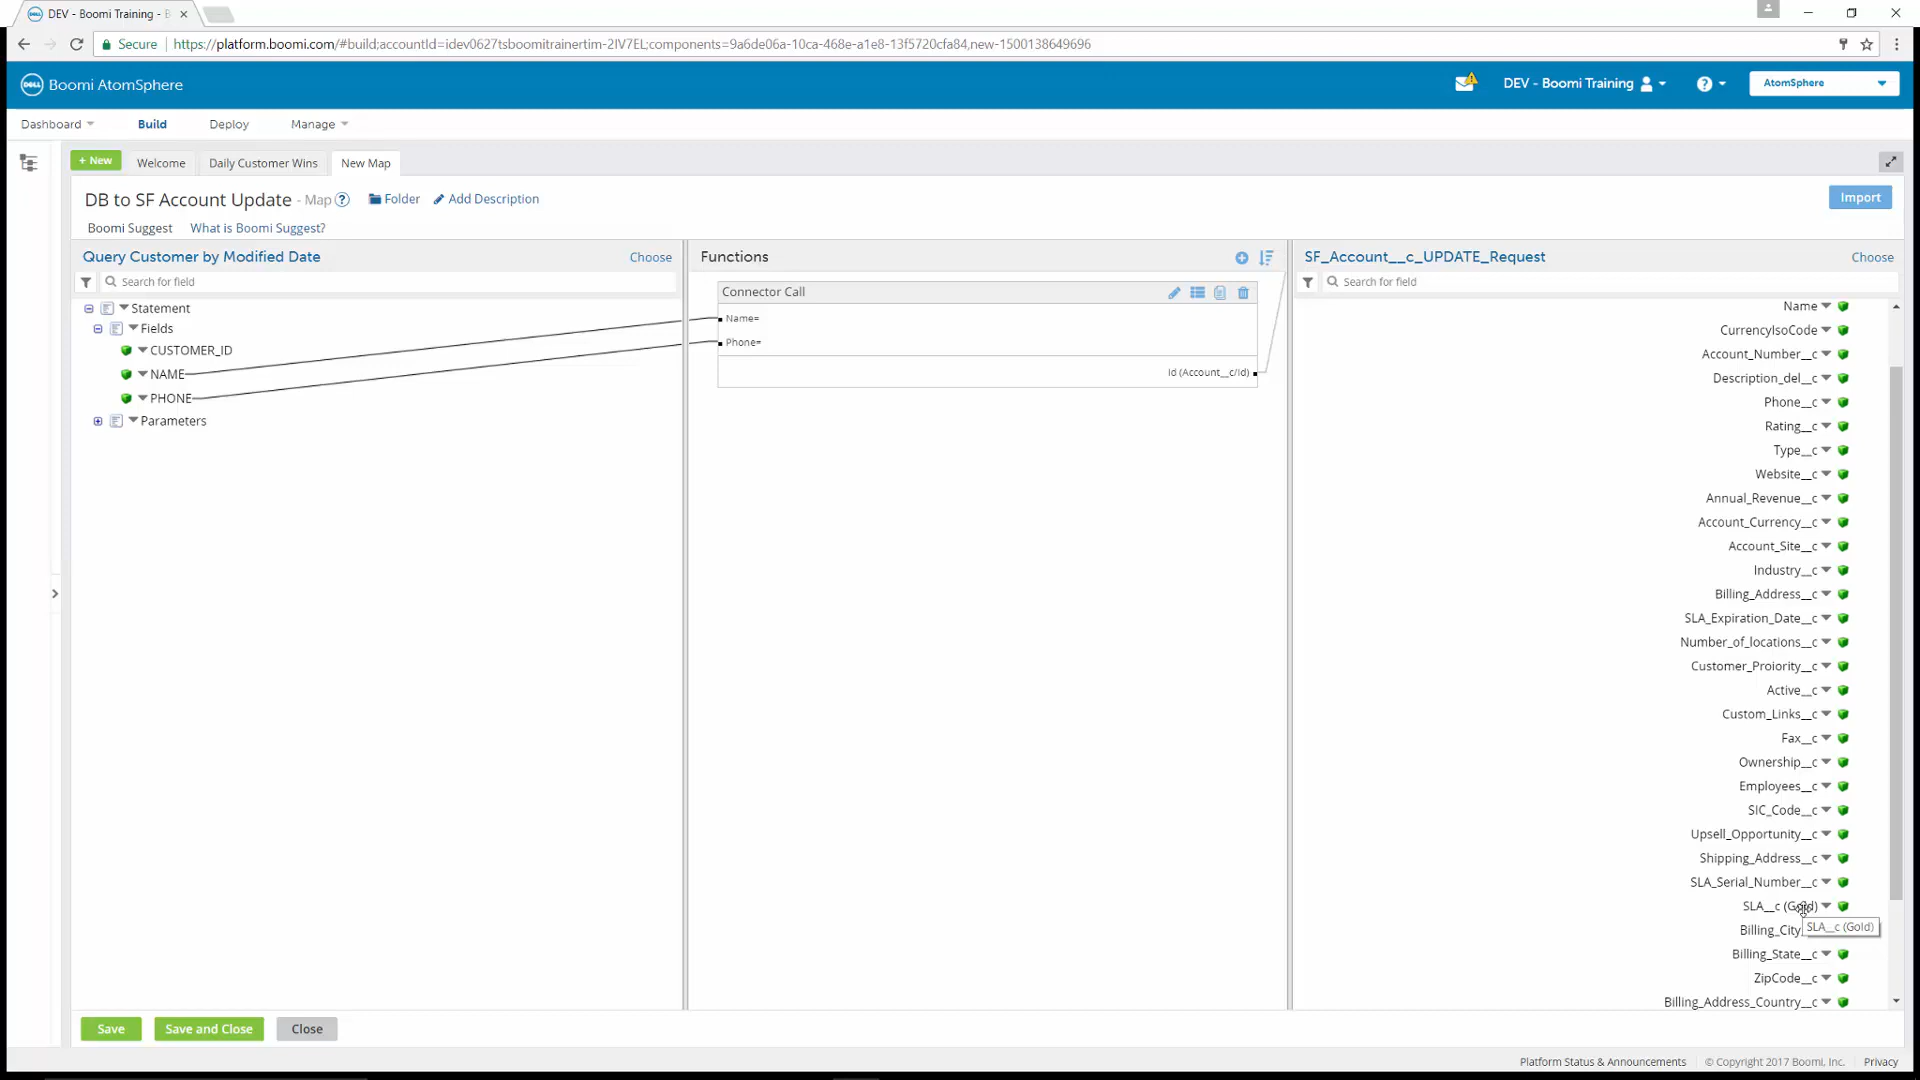 DEV - Boomi Training - B
Secure
https://platform.boomi.com/#build;accountId=idev0627tsboomitrainertim-2IV7EL;components=9a6de06a-10ca-468e-a1e8-13f5720cfa84,new-1500138649696
DELL Boomi AtomSphere
DEV - Boomi Training
?
AtomSphere
Dashboard
Build
Deploy
Manage
+ New
Welcome
Daily Customer Wins
New Map
DB to SF Account Update - Map ?
Folder
Add Description
Import
Boomi Suggest
What is Boomi Suggest?
Query Customer by Modified Date
Choose
Search for field
Statement
Fields
CUSTOMER_ID
NAME
PHONE
Parameters
Functions
Connector Call
Name=
Phone=
Id (Account__c/Id)
SF_Account__c_UPDATE_Request
Choose
Search for field
Name
CurrencyIsoCode
Account_Number__c
Description_del__c
Phone__c
Rating__c
Type__c
Website__c
Annual_Revenue__c
Account_Currency__c
Account_Site__c
Industry__c
Billing_Address__c
SLA_Expiration_Date__c
Number_of_locations__c
Customer_Proiority__c
Active__c
Custom_Links__c
Fax__c
Ownership__c
Employees__c
SIC_Code__c
Upsell_Opportunity__c
Shipping_Address__c
SLA_Serial_Number__c
SLA__c (Gold)
SLA__c (Gold)
Billing_City
Billing_State__c
ZipCode__c
Billing_Address_Country__c
Save
Save and Close
Close
Platform Status & Announcements
© Copyright 2017 Boomi, Inc.
Privacy